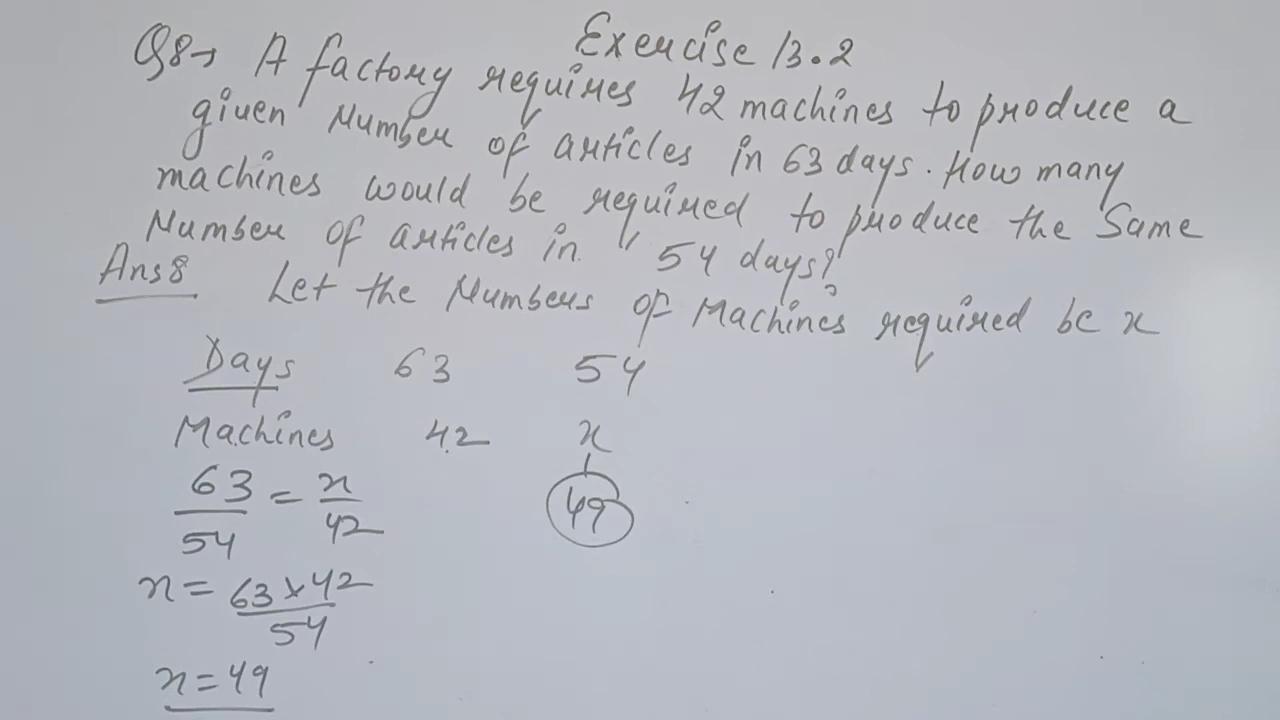 Exercise 13.2
Q8→ A factory requires 42 machines to produce a
given Number of articles in 63 days. How many
machines would be required to produce the Same
Number of articles in 54 days?
Ans 8 Let the Numbers of Machines required be x
Days 63 54
Machines 42 x
49
63/54 = x/42
x = 63 × 42/54
x = 49